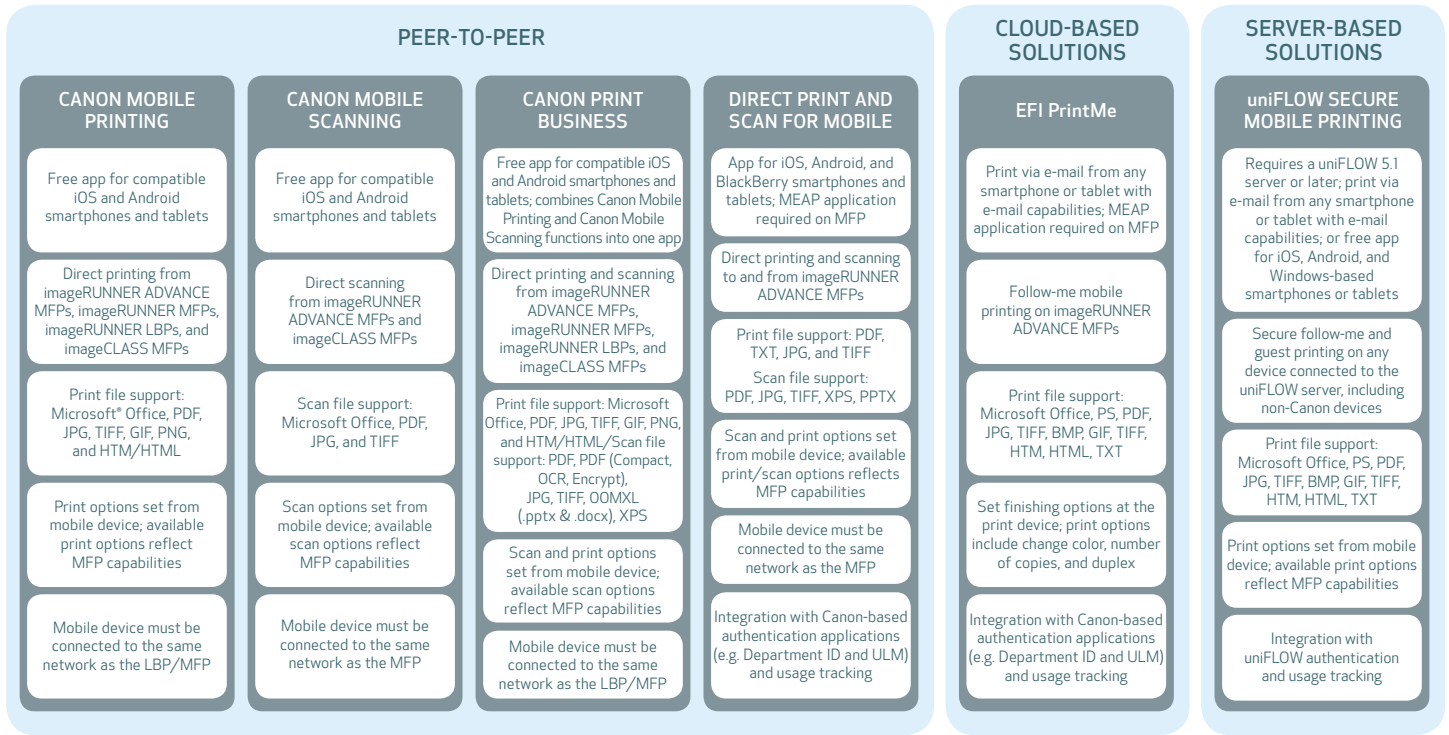 PEER-TO-PEER
CANON MOBILE
PRINTING
Free app for compatible
iOS and Android
smartphones and tablets
Direct printing from
imageRUNNER ADVANCE
MFPs, imageRUNNER MFPs,
imageRUNNER LBPs, and
imageCLASS MFPs
Print file support:
Microsoft® Office, PDF,
JPG, TIFF, GIF, PNG,
and HTM/HTML
Print options set from
mobile device; available
print options reflect
MFP capabilities
Mobile device must be
connected to the same
network as the LBP/MFP
CANON MOBILE
SCANNING
Free app for compatible
iOS and Android
smartphones and tablets
Direct scanning
from imageRUNNER
ADVANCE MFPs and
imageCLASS MFPs
Scan file support:
Microsoft Office, PDF,
JPG, and TIFF
Scan options set from
mobile device; available
scan options reflect
MFP capabilities
Mobile device must be
connected to the same
network as the MFP
CANON PRINT
BUSINESS
Free app for compatible iOS
and Android smartphones and
tablets; combines Canon Mobile
Printing and Canon Mobile
Scanning functions into one app
Direct printing and scanning
from imageRUNNER
ADVANCE MFPs,
imageRUNNER MFPs,
imageRUNNER LBPs, and
imageCLASS MFPs
Print file support: Microsoft
Office, PDF, JPG, TIFF, GIF, PNG,
and HTM/HTML/Scan file
support: PDF, PDF (Compact,
OCR, Encrypt),
JPG, TIFF, OOMXL
(.pptx & .docx), XPS
Scan and print options
set from mobile device;
available scan options
reflect MFP capabilities
Mobile device must be
connected to the same
network as the LBP/MFP
DIRECT PRINT AND
SCAN FOR MOBILE
App for iOS, Android, and
BlackBerry smartphones and
tablets; MEAP application
required on MFP
Direct printing and scanning
to and from imageRUNNER
ADVANCE MFPs
Print file support: PDF,
TXT, JPG, and TIFF
Scan file support:
PDF, JPG, TIFF, XPS, PPTX
Scan and print options set
from mobile device; available
print/scan options reflects
MFP capabilities
Mobile device must be
connected to the same
network as the MFP
Integration with Canon-based
authentication applications
(e.g. Department ID and ULM)
and usage tracking
CLOUD-BASED
SOLUTIONS
EFI PrintMe
Print via e-mail from any
smartphone or tablet with
e-mail capabilities; MEAP
application required on MFP
Follow-me mobile
printing on imageRUNNER
ADVANCE MFPs
Print file support:
Microsoft Office, PS, PDF,
JPG, TIFF, BMP, GIF, TIFF,
HTM, HTML, TXT
Set finishing options at the
print device; print options
include change color, number
of copies, and duplex
Integration with Canon-based
authentication applications
(e.g. Department ID and ULM)
and usage tracking
SERVER-BASED
SOLUTIONS
uniFLOW SECURE
MOBILE PRINTING
Requires a uniFLOW 5.1
server or later; print via
e-mail from any smartphone
or tablet with e-mail
capabilities; or free app
for iOS, Android, and
Windows-based
smartphones or tablets
Secure follow-me and
guest printing on any
device connected to the
uniFLOW server, including
non-Canon devices
Print file support:
Microsoft Office, PS, PDF,
JPG, TIFF, BMP, GIF, TIFF,
HTM, HTML, TXT
Print options set from mobile
device; available print options
reflect MFP capabilities
Integration with
uniFLOW authentication
and usage tracking